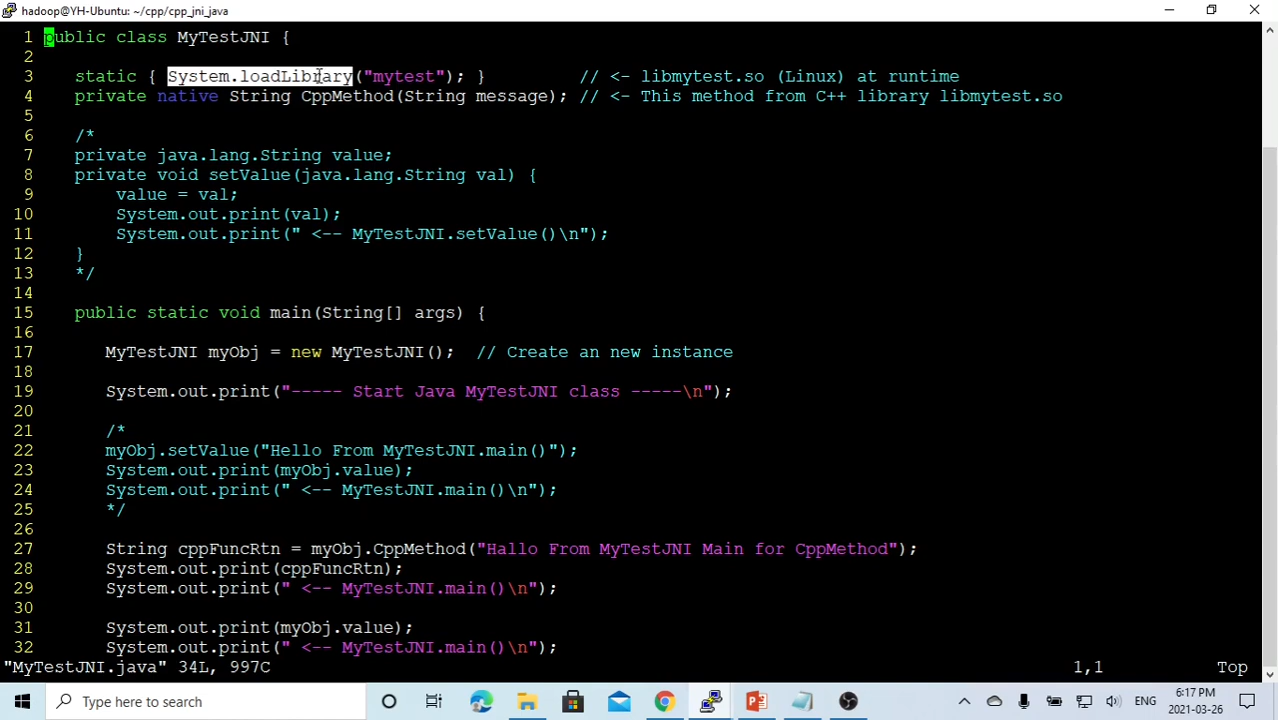 hadoop@YH-Ubuntu: ~/cpp/cpp_jni_java
1 public class MyTestJNI {
2
3 static { System.loadLibrary("mytest"); } // <- libmytest.so (Linux) at runtime
4 private native String CppMethod(String message); // <- This method from C++ library libmytest.so
5
6 /*
7 private java.lang.String value;
8 private void setValue(java.lang.String val) {
9 value = val;
10 System.out.print(val);
11 System.out.print(" <-- MyTestJNI.setValue()\n");
12 }
13 */
14
15 public static void main(String[] args) {
16
17 MyTestJNI myObj = new MyTestJNI(); // Create an new instance
18
19 System.out.print("----- Start Java MyTestJNI class -----\n");
20
21 /*
22 myObj.setValue("Hello From MyTestJNI.main()");
23 System.out.print(myObj.value);
24 System.out.print(" <-- MyTestJNI.main()\n");
25 */
26
27 String cppFuncRtn = myObj.CppMethod("Hallo From MyTestJNI Main for CppMethod");
28 System.out.print(cppFuncRtn);
29 System.out.print(" <-- MyTestJNI.main()\n");
30
31 System.out.print(myObj.value);
32 System.out.print(" <-- MyTestJNI.main()\n");
"MyTestJNI.java" 34L, 997C 1,1 Top
Type here to search
ENG
6:17 PM
2021-03-26